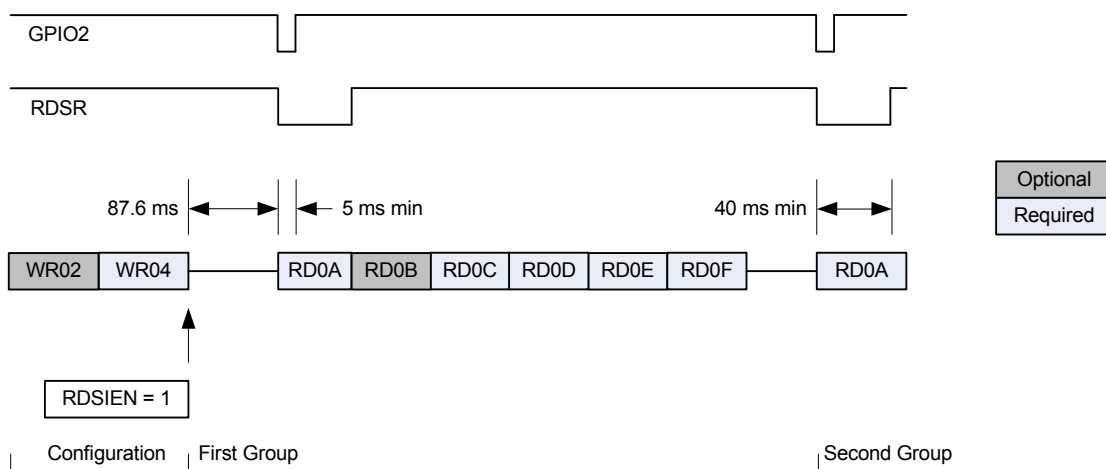 GPIO2
RDSR
87.6 ms
5 ms min
40 ms min
Optional
Required
WR02 WR04 RD0A RD0B RD0C RD0D RD0E RD0F RD0A
RDSIEN = 1
Configuration First Group Second Group